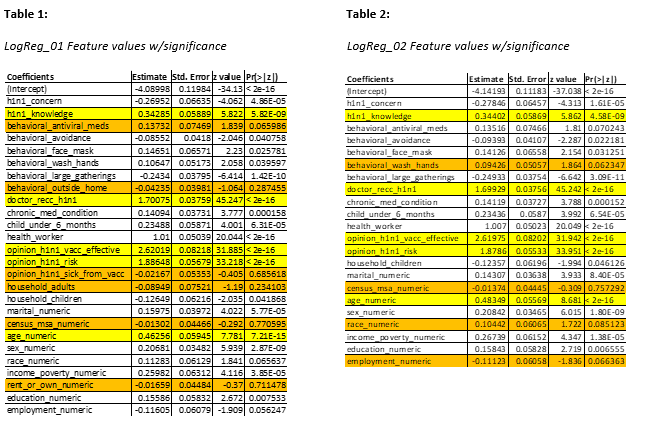 Table 1:
LogReg_01 Feature values w/significance
Coefficients Estimate Std. Error z value Pr(>|z|)
(Intercept) -4.08998 0.11984 -34.13 < 2e-16
h1n1_concern -0.26952 0.06635 -4.062 4.86E-05
h1n1_knowledge 0.34285 0.05889 5.822 5.82E-09
behavioral_antiviral_meds 0.13732 0.07469 1.839 0.065986
behavioral_avoidance -0.08552 0.0418 -2.046 0.040758
behavioral_face_mask 0.14651 0.06571 2.23 0.025781
behavioral_wash_hands 0.10647 0.05173 2.058 0.039597
behavioral_large_gatherings -0.2434 0.03795 -6.414 1.42E-10
behavioral_outside_home -0.04235 0.03981 -1.064 0.287455
doctor_recc_h1n1 1.70075 0.03759 45.247 < 2e-16
chronic_med_condition 0.14094 0.03731 3.777 0.000158
child_under_6_months 0.23488 0.05871 4.001 6.31E-05
health_worker 1.01 0.05039 20.044 < 2e-16
opinion_h1n1_vacc_effective 2.62019 0.08218 31.885 < 2e-16
opinion_h1n1_risk 1.88648 0.05679 33.218 < 2e-16
opinion_h1n1_sick_from_vacc -0.02167 0.05353 -0.405 0.685618
household_adults -0.08949 0.07521 -1.19 0.234103
household_children -0.12649 0.06216 -2.035 0.041868
marital_numeric 0.15975 0.03972 4.022 5.77E-05
census_msa_numeric -0.01302 0.04466 -0.292 0.770595
age_numeric 0.46256 0.05945 7.781 7.21E-15
sex_numeric 0.20681 0.03482 5.939 2.87E-09
race_numeric 0.11283 0.06129 1.841 0.065637
income_poverty_numeric 0.25982 0.06312 4.116 3.85E-05
rent_or_own_numeric -0.01659 0.04484 -0.37 0.711478
education_numeric 0.15586 0.05832 2.672 0.007533
employment_numeric -0.11605 0.06079 -1.909 0.056247
Table 2:
LogReg_02 Feature values w/significance
Coefficients Estimate Std. Error z value Pr(>|z|)
(Intercept) -4.14193 0.11183 -37.038 < 2e-16
h1n1_concern -0.27846 0.06457 -4.313 1.61E-05
h1n1_knowledge 0.34402 0.05869 5.862 4.58E-09
behavioral_antiviral_meds 0.13516 0.07466 1.81 0.070243
behavioral_avoidance -0.09393 0.04107 -2.287 0.022181
behavioral_face_mask 0.14126 0.06558 2.154 0.031251
behavioral_wash_hands 0.09426 0.05057 1.864 0.062347
behavioral_large_gatherings -0.24933 0.03754 -6.642 3.09E-11
doctor_recc_h1n1 1.69929 0.03756 45.242 < 2e-16
chronic_med_condition 0.14119 0.03727 3.788 0.000152
child_under_6_months 0.23436 0.0587 3.992 6.54E-05
health_worker 1.007 0.05023 20.049 < 2e-16
opinion_h1n1_vacc_effective 2.61975 0.08202 31.942 < 2e-16
opinion_h1n1_risk 1.8786 0.05533 33.951 < 2e-16
household_children -0.12357 0.06196 -1.994 0.046126
marital_numeric 0.14307 0.03638 3.933 8.40E-05
census_msa_numeric -0.01374 0.04445 -0.309 0.757292
age_numeric 0.48349 0.05569 8.681 < 2e-16
sex_numeric 0.20842 0.03465 6.015 1.80E-09
race_numeric 0.10442 0.06065 1.722 0.085123
income_poverty_numeric 0.26739 0.06152 4.347 1.38E-05
education_numeric 0.15843 0.05828 2.719 0.006555
employment_numeric -0.11123 0.06058 -1.836 0.066363